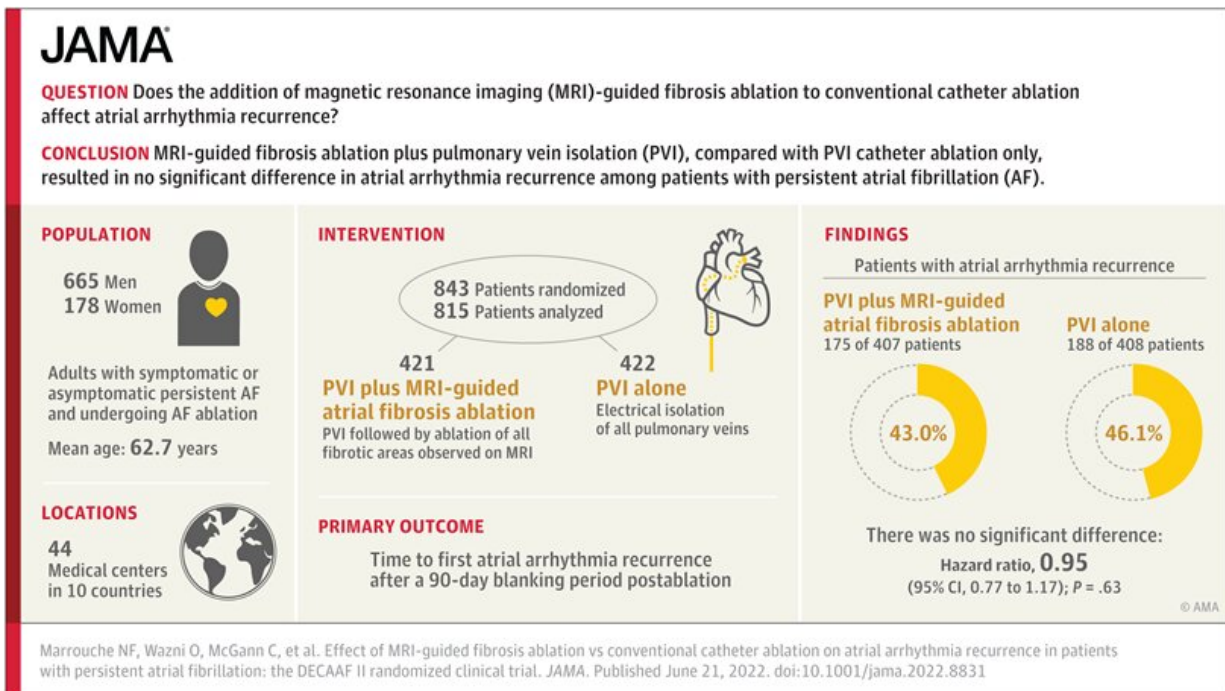 JAMA
QUESTION Does the addition of magnetic resonance imaging (MRI)-guided fibrosis ablation to conventional catheter ablation
affect atrial arrhythmia recurrence?
CONCLUSION MRI-guided fibrosis ablation plus pulmonary vein isolation (PVI), compared with PVI catheter ablation only,
resulted in no significant difference in atrial arrhythmia recurrence among patients with persistent atrial fibrillation (AF).
POPULATION
665 Men
178 Women
Adults with symptomatic or
asymptomatic persistent AF
and undergoing AF ablation
Mean age: 62.7 years
LOCATIONS
44
Medical centers
in 10 countries
INTERVENTION
843 Patients randomized
815 Patients analyzed
421
PVI plus MRI-guided
atrial fibrosis ablation
PVI followed by ablation of all
fibrotic areas observed on MRI
422
PVI alone
Electrical isolation
of all pulmonary veins
PRIMARY OUTCOME
Time to first atrial arrhythmia recurrence
after a 90-day blanking period postablation
FINDINGS
Patients with atrial arrhythmia recurrence
PVI plus MRI-guided
atrial fibrosis ablation
175 of 407 patients
43.0%
PVI alone
188 of 408 patients
46.1%
There was no significant difference:
Hazard ratio, 0.95
(95% CI, 0.77 to 1.17); P = .63
© AMA
Marrouche NF, Wazni O, McGann C, et al. Effect of MRI-guided fibrosis ablation vs conventional catheter ablation on atrial arrhythmia recurrence in patients
with persistent atrial fibrillation: the DECAAF II randomized clinical trial. JAMA. Published June 21, 2022. doi:10.1001/jama.2022.8831